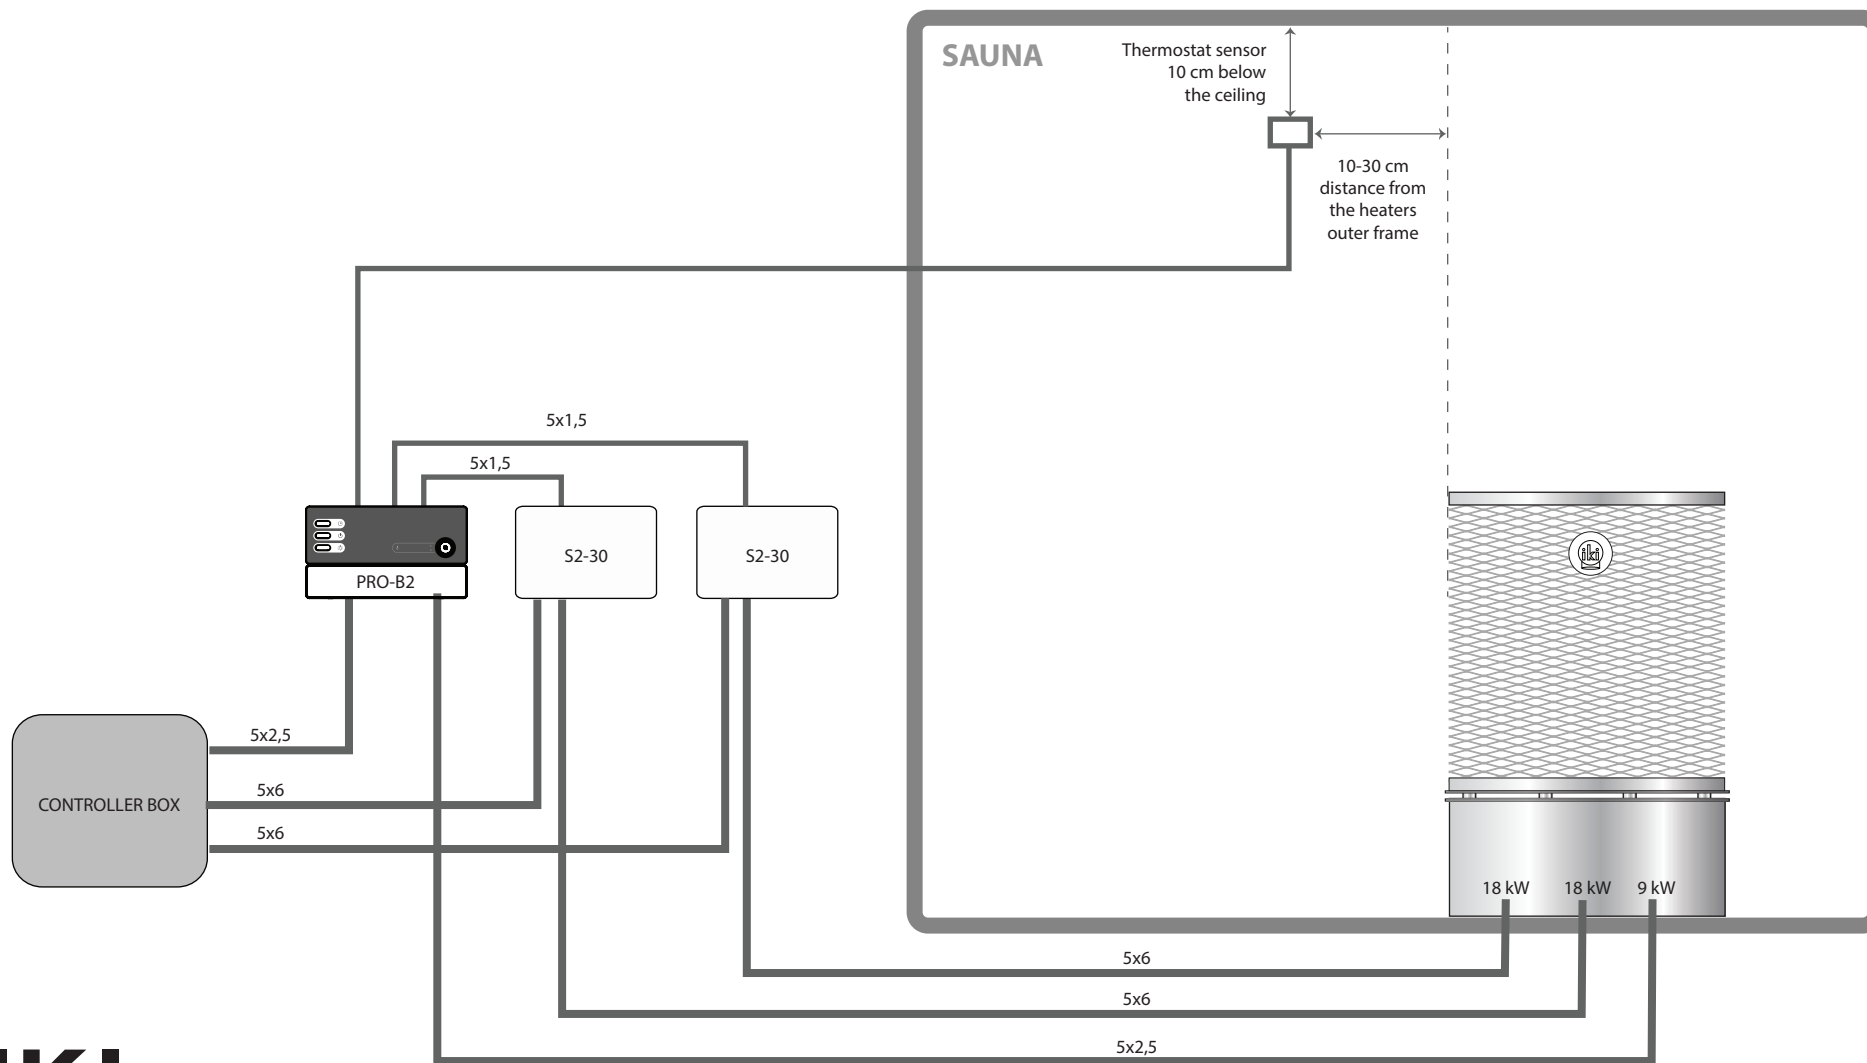 SAUNA
Thermostat sensor
10 cm below
the ceiling
10-30 cm
distance from
the heaters
outer frame
5x1,5
5x1,5
PRO-B2
S2-30
S2-30
iki
CONTROLLER BOX
5x2,5
5x6
5x6
18 kW
18 kW
9 kW
5x6
5x6
5x2,5